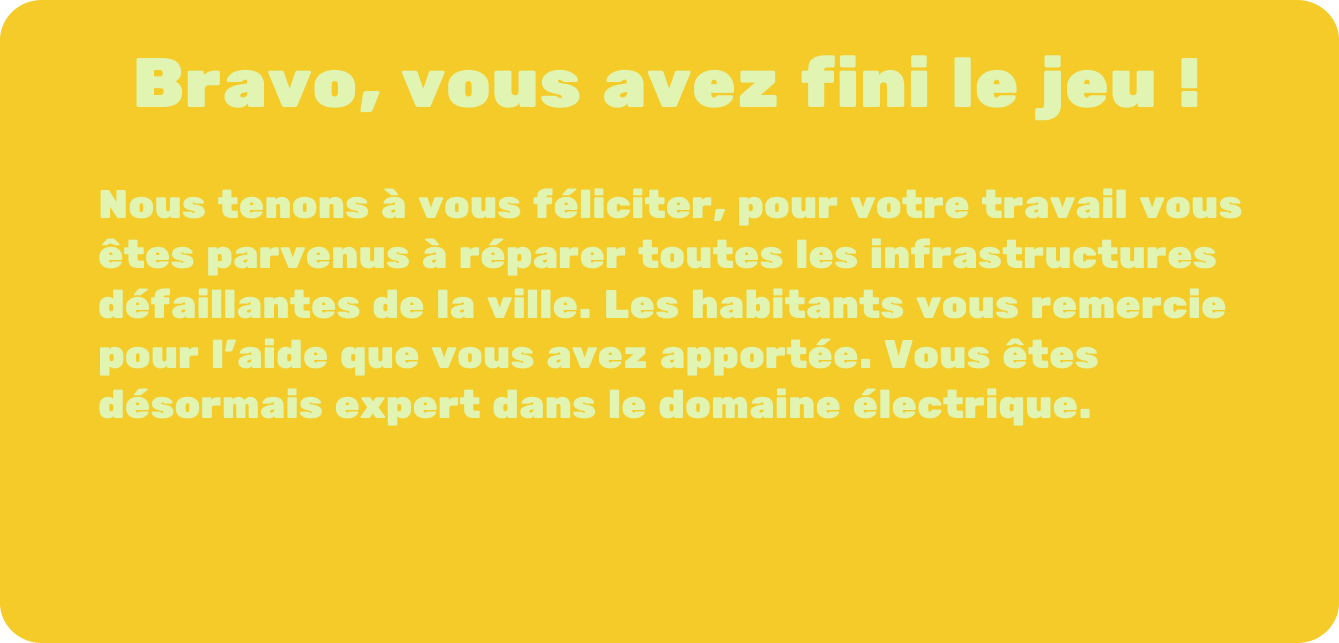 Bravo, vous avez fini le jeu !
Nous tenons à vous féliciter, pour votre travail vous
êtes parvenus à réparer toutes les infrastructures
défaillantes de la ville. Les habitants vous remercie
pour l’aide que vous avez apportée. Vous êtes
désormais expert dans le domaine électrique.